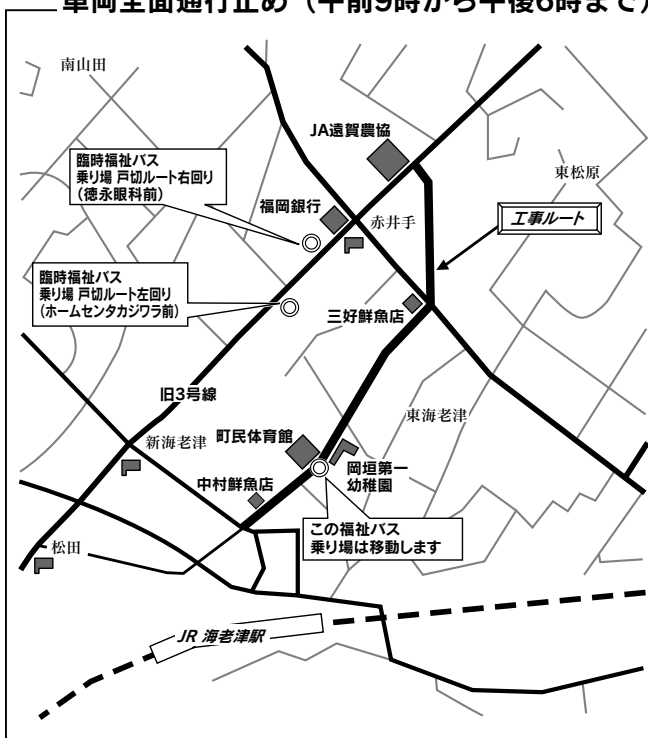 車両全面通行止め（午前9時から午後6時まで）
南山田
JA遠賀農協
東松原
臨時福祉バス
乗り場 戸切ルート右回り
（徳永眼科前）
福岡銀行
赤井手
工事ルート
臨時福祉バス
乗り場 戸切ルート左回り
（ホームセンタカジワラ前）
三好鮮魚店
旧3号線
東海老津
町民体育館
新海老津
岡垣第一
幼稚園
中村鮮魚店
この福祉バス
乗り場は移動します
松田
JR 海老津駅